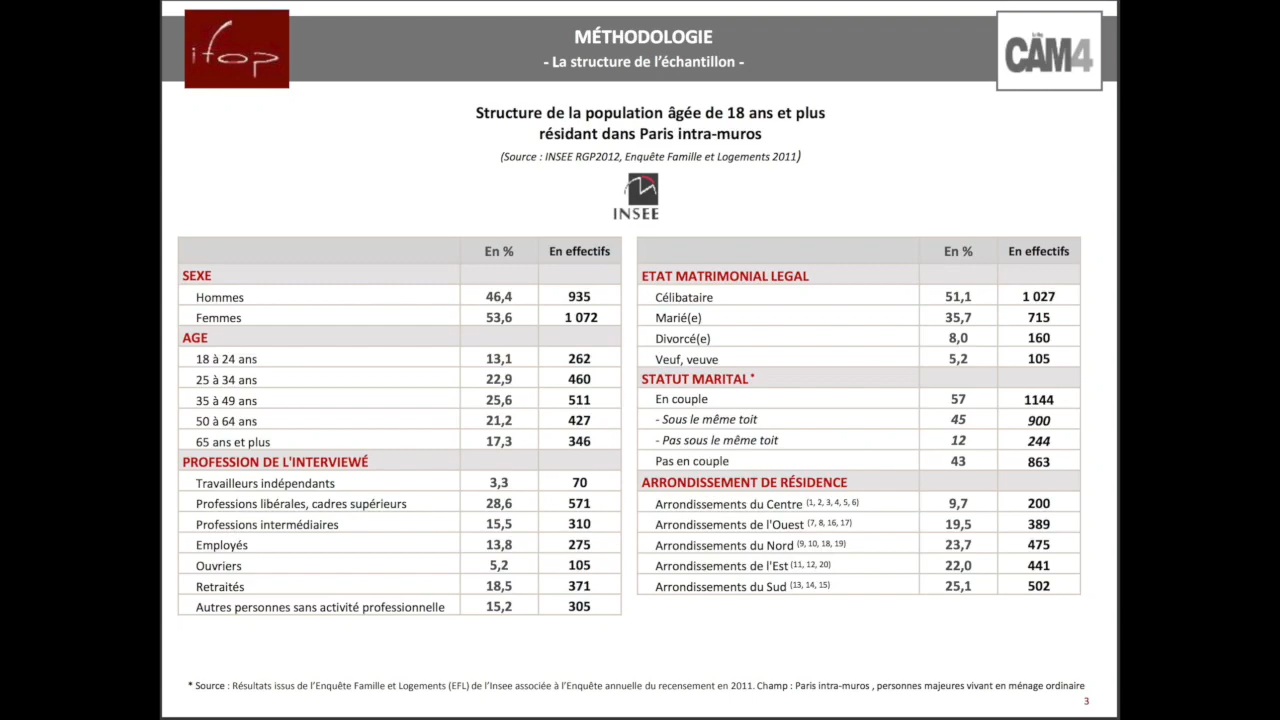 ifop
MÉTHODOLOGIE
- La structure de l'échantillon -
CAM4
Structure de la population âgée de 18 ans et plus
résidant dans Paris intra-muros
(Source : INSEE RGP2012, Enquête Famille et Logements 2011)
INSEE
En % En effectifs
SEXE
Hommes 46,4 935
Femmes 53,6 1 072
AGE
18 à 24 ans 13,1 262
25 à 34 ans 22,9 460
35 à 49 ans 25,6 511
50 à 64 ans 21,2 427
65 ans et plus 17,3 346
PROFESSION DE L'INTERVIEWÉ
Travailleurs indépendants 3,3 70
Professions libérales, cadres supérieurs 28,6 571
Professions intermédiaires 15,5 310
Employés 13,8 275
Ouvriers 5,2 105
Retraités 18,5 371
Autres personnes sans activité professionnelle 15,2 305
En % En effectifs
ETAT MATRIMONIAL LEGAL
Célibataire 51,1 1 027
Marié(e) 35,7 715
Divorcé(e) 8,0 160
Veuf, veuve 5,2 105
STATUT MARITAL *
En couple 57 1144
- Sous le même toit 45 900
- Pas sous le même toit 12 244
Pas en couple 43 863
ARRONDISSEMENT DE RÉSIDENCE
Arrondissements du Centre (1, 2, 3, 4, 5, 6) 9,7 200
Arrondissements de l'Ouest (7, 8, 16, 17) 19,5 389
Arrondissements du Nord (9, 10, 18, 19) 23,7 475
Arrondissements de l'Est (11, 12, 20) 22,0 441
Arrondissements du Sud (13, 14, 15) 25,1 502
* Source : Résultats issus de l'Enquête Famille et Logements (EFL) de l'Insee associée à l'Enquête annuelle du recensement en 2011. Champ : Paris intra-muros , personnes majeures vivant en ménage ordinaire
3